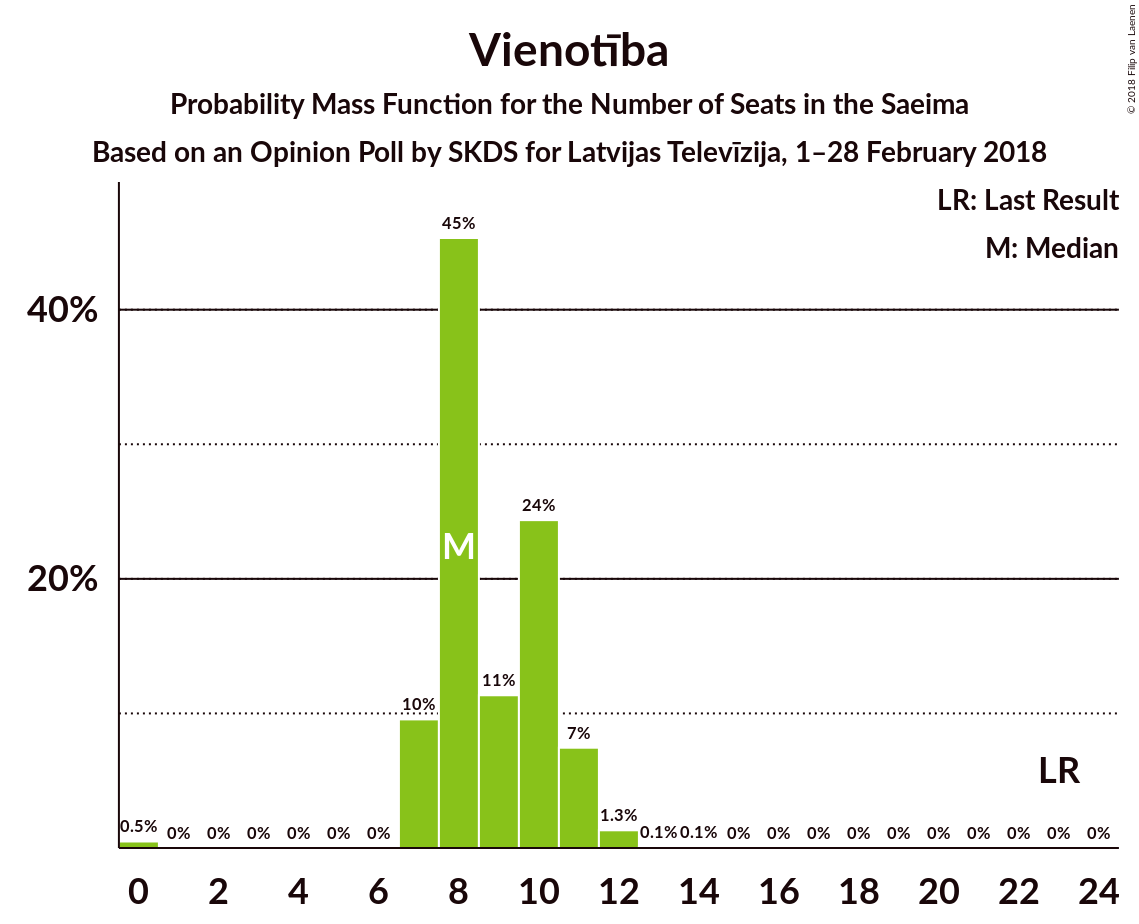 Vienotība
Probability Mass Function for the Number of Seats in the Saeima
Based on an Opinion Poll by SKDS for Latvijas Televīzija, 1–28 February 2018
© 2018 Filip van Laenen
LR: Last Result
M: Median
40%
20%
45%
24%
M
11%
10%
7%
LR
1.3%
0.5% 0% 0% 0% 0% 0% 0% 0.1% 0.1% 0% 0% 0% 0% 0% 0% 0% 0% 0% 0%
0 2 4 6 8 10 12 14 16 18 20 22 24